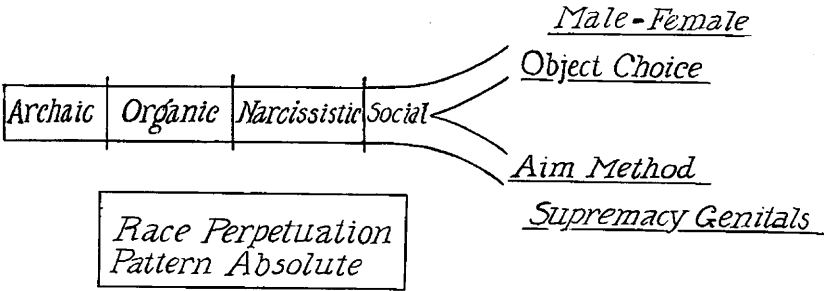 Male-Female
Object Choice
Archaic Organic Narcissistic Social
Aim Method
Supremacy Genitals
Race Perpetuation
Pattern Absolute